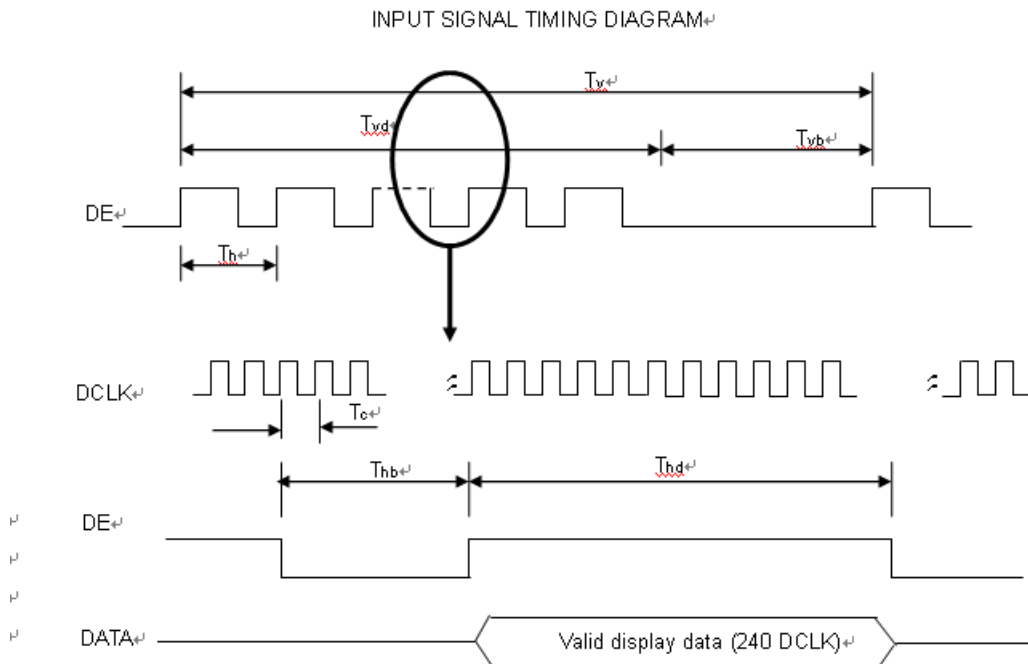 INPUT SIGNAL TIMING DIAGRAM↵
Tv↵
Tvd↵
Tvb↵
DE↵
Th↵
DCLK↵
Tc↵
Thb↵
Thd↵
DE↵
DATA↵
Valid display data (240 DCLK)↵